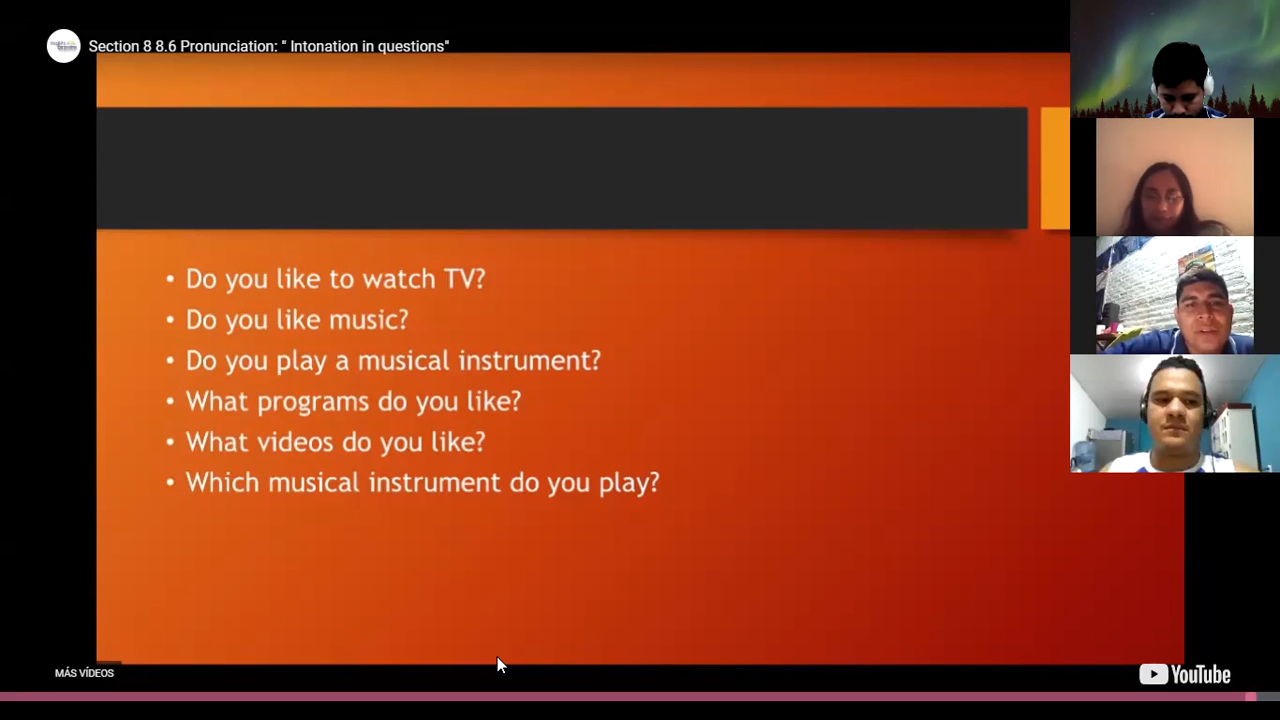 Section 8 8.6 Pronunciation: " Intonation in questions"
• Do you like to watch TV?
• Do you like music?
• Do you play a musical instrument?
• What programs do you like?
• What videos do you like?
• Which musical instrument do you play?
MÁS VÍDEOS
YouTube